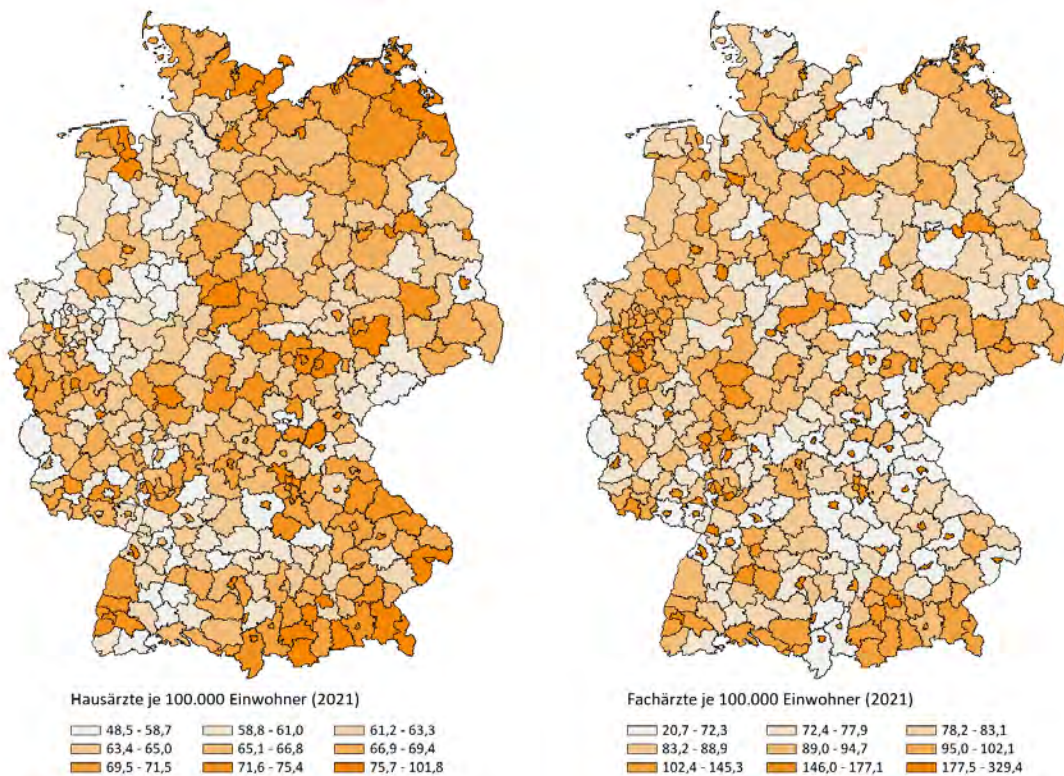 Hausärzte je 100.000 Einwohner (2021)
48,5 - 58,7 58,8 - 61,0 61,2 - 63,3
63,4 - 65,0 65,1 - 66,8 66,9 - 69,4
69,5 - 71,5 71,6 - 75,4 75,7 - 101,8
Fachärzte je 100.000 Einwohner (2021)
20,7 - 72,3 72,4 - 77,9 78,2 - 83,1
83,2 - 88,9 89,0 - 94,7 95,0 - 102,1
102,4 - 145,3 146,0 - 177,1 177,5 - 329,4